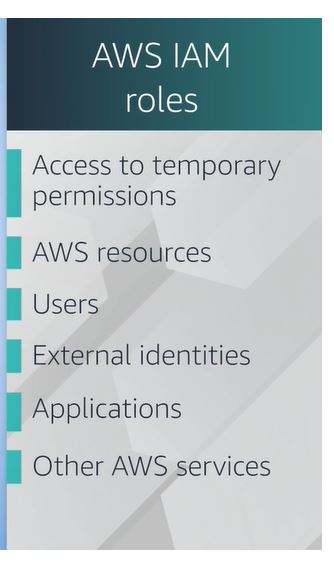 AWS IAM
roles
Access to temporary
permissions
AWS resources
Users
External identities
Applications
Other AWS services